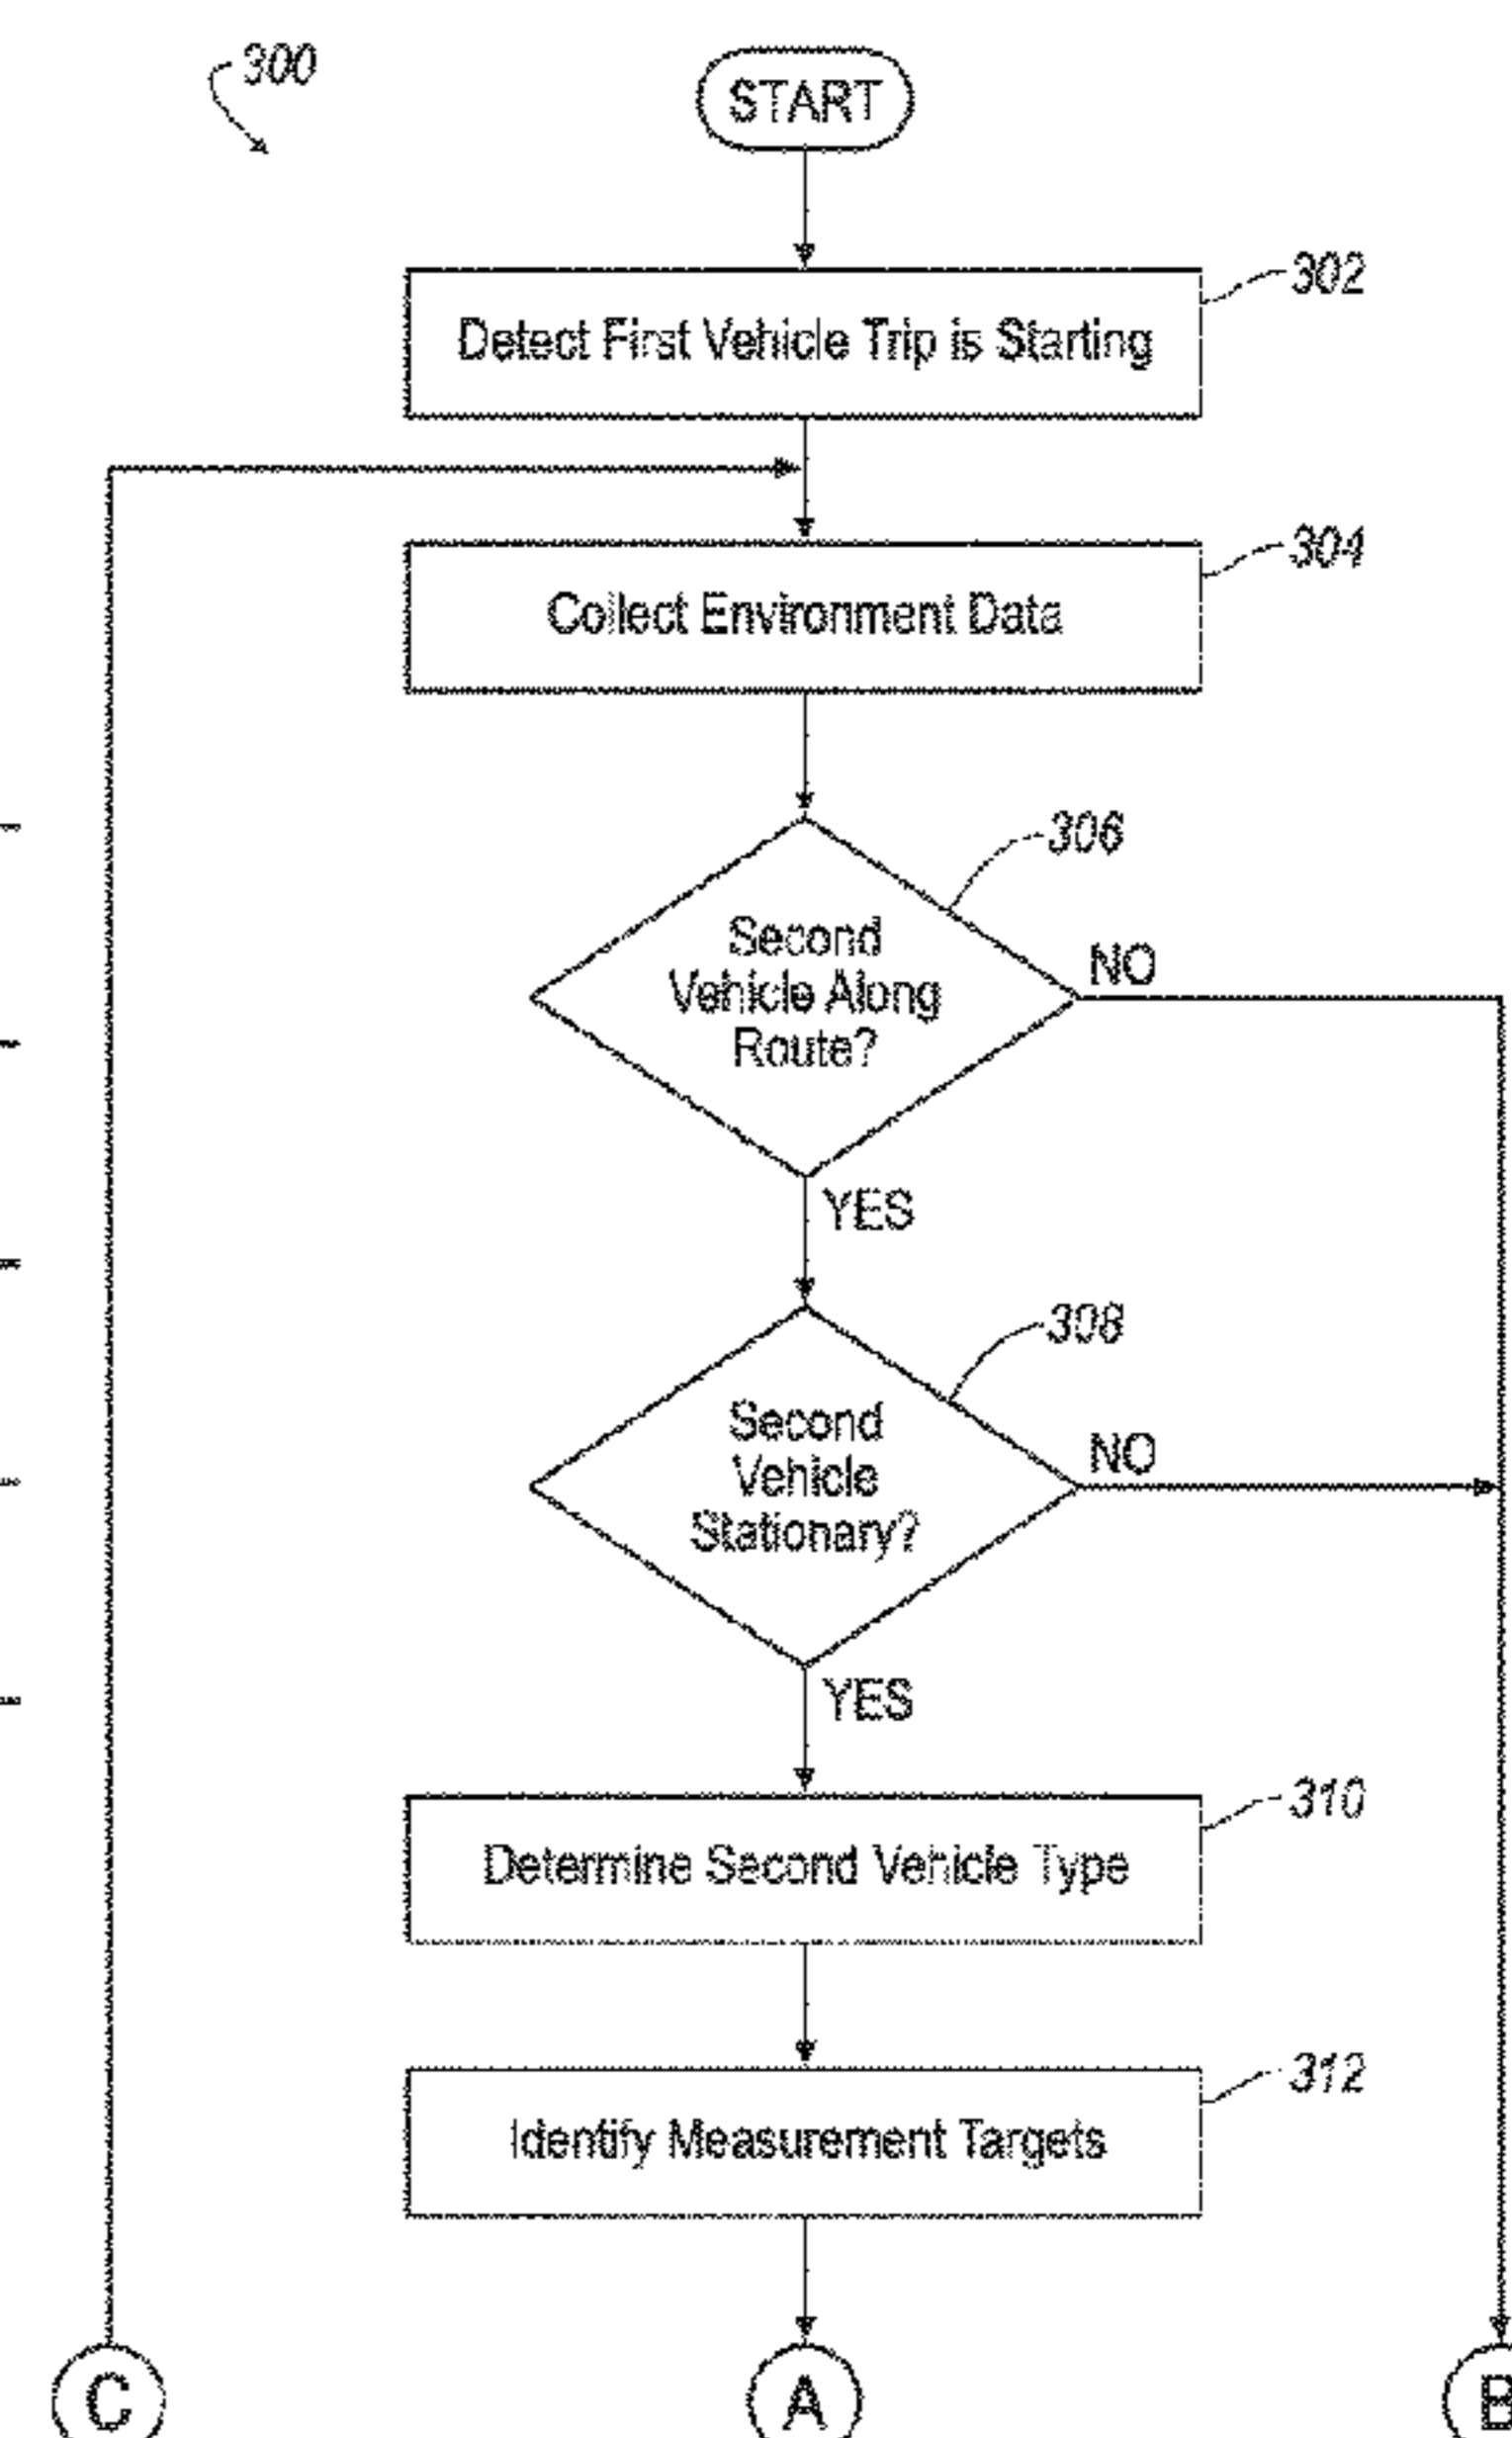 300
START
302
Detect First Vehicle Trip is Starting
304
Collect Environment Data
306
Second
Vehicle Along
Route?
NO
YES
308
Second
Vehicle
Stationary?
NO
YES
310
Determine Second Vehicle Type
312
Identify Measurement Targets
C
A
B